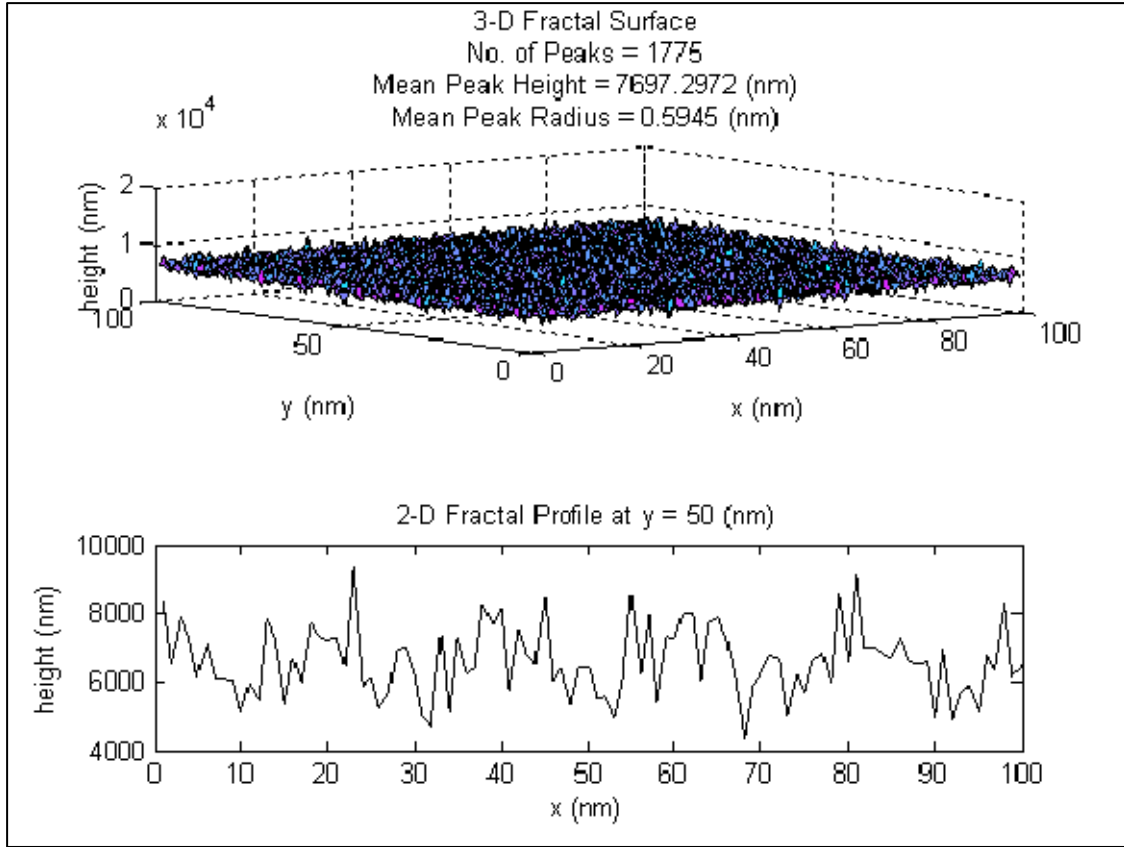 3-D Fractal Surface
No. of Peaks = 1775
Mean Peak Height = 7697.2972 (nm)
Mean Peak Radius = 0.5945 (nm)
x 10^4
height (nm)
2
1
0
100
50
0
y (nm)
0
20
40
60
80
100
x (nm)
2-D Fractal Profile at y = 50 (nm)
height (nm)
10000
8000
6000
4000
0 10 20 30 40 50 60 70 80 90 100
x (nm)